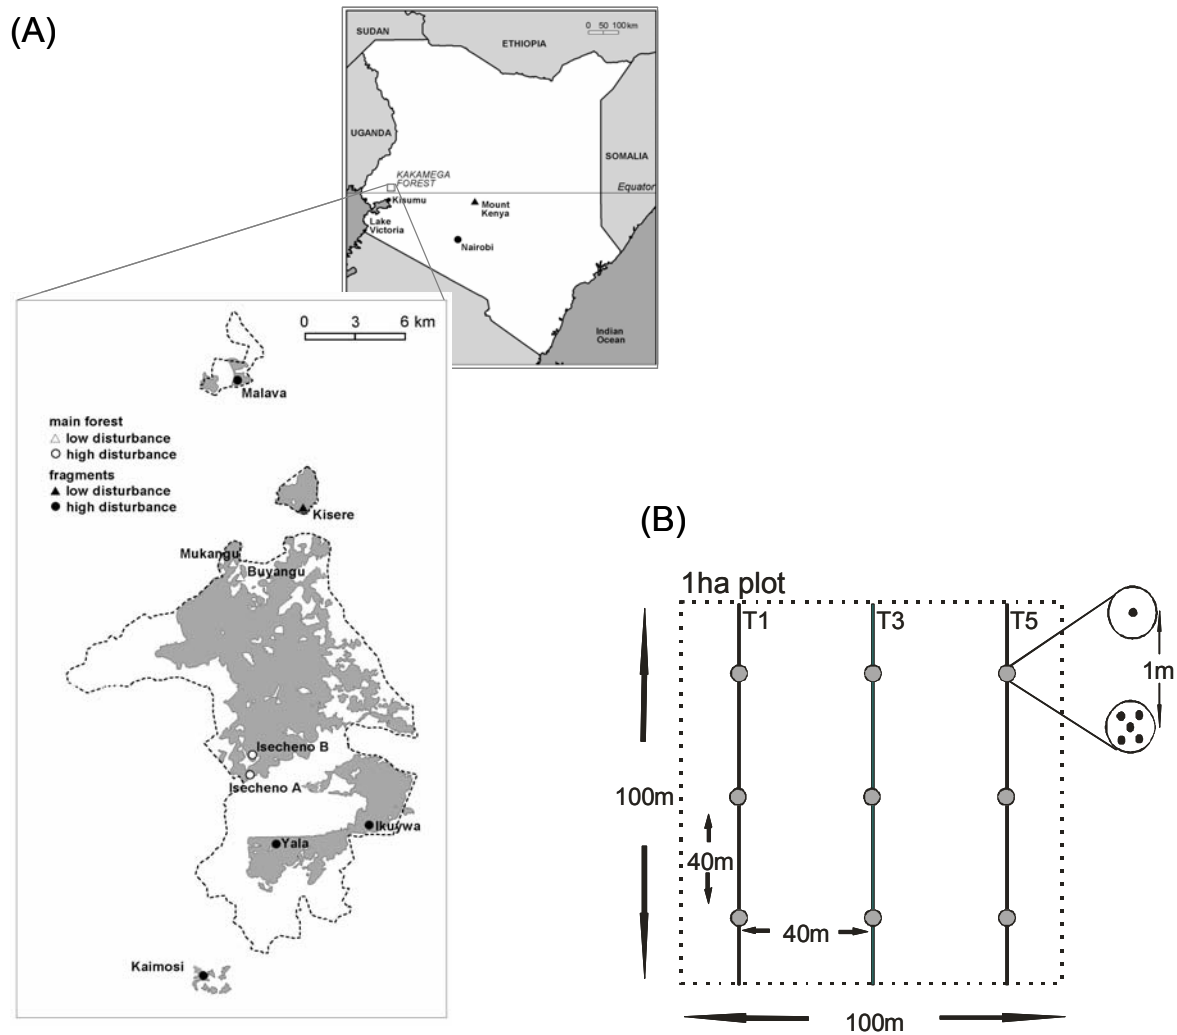 (A)
SUDAN
0 50 100km
ETHIOPIA
UGANDA
SOMALIA
KAKAMEGA
FOREST
Equator
Kisumu
Mount
Kenya
Lake
Victoria
Nairobi
Indian
Ocean
0 3 6 km
Malava
main forest
low disturbance
high disturbance
fragments
low disturbance
high disturbance
Kisere
Mukangu
Buyangu
Isecheno B
Isecheno A
Ikuywa
Yala
Kaimosi
(B)
1ha plot
T1 T3 T5
1m
100m
40m
40m
100m